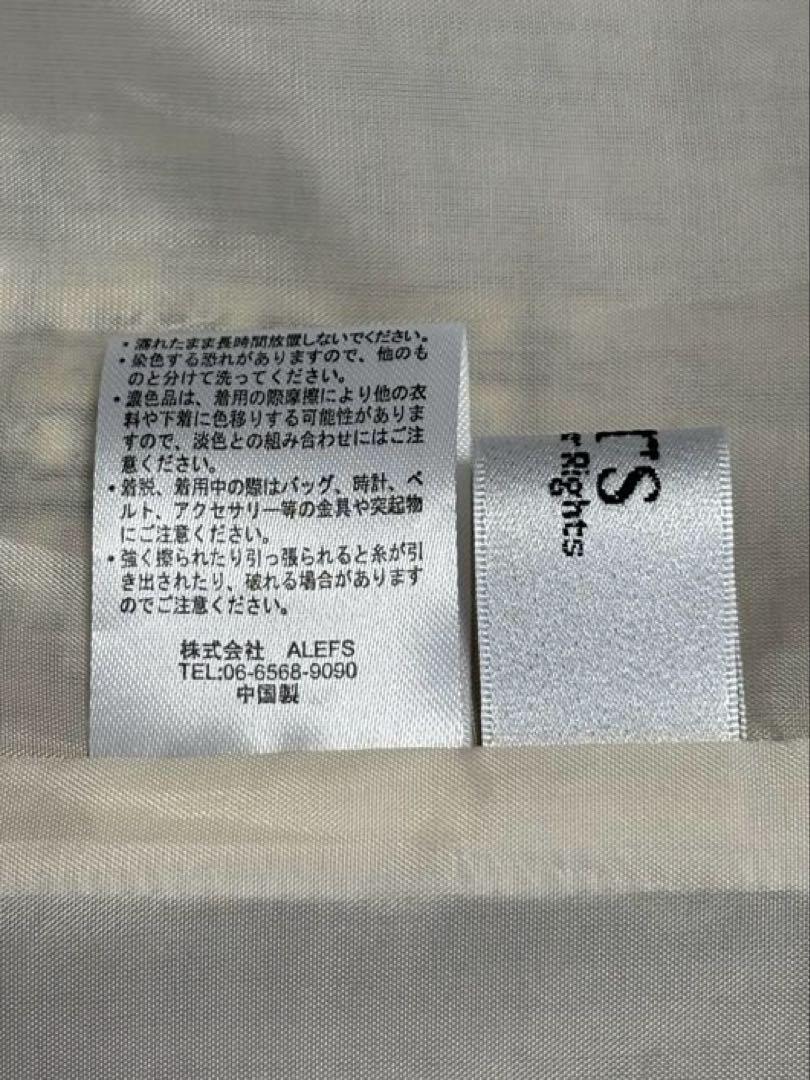 ・濡れたまま長時間放置しないでください。
・染色する恐れがありますので、他のも
のと分けて洗ってください。
・濃色品は、着用の際摩擦により他の衣
料や下着に色移りする可能性がありま
すので、淡色との組み合わせにはご注
意ください。
・着脱、着用中の際はバッグ、時計、ベ
ルト、アクセサリー等の金具や突起物
にご注意ください。
・強く擦られたり引っ張られると糸が引
き出されたり、破れる場合があります
のでご注意ください。
株式会社 ALEFS
TEL:06-6568-9090
中国製
Rights